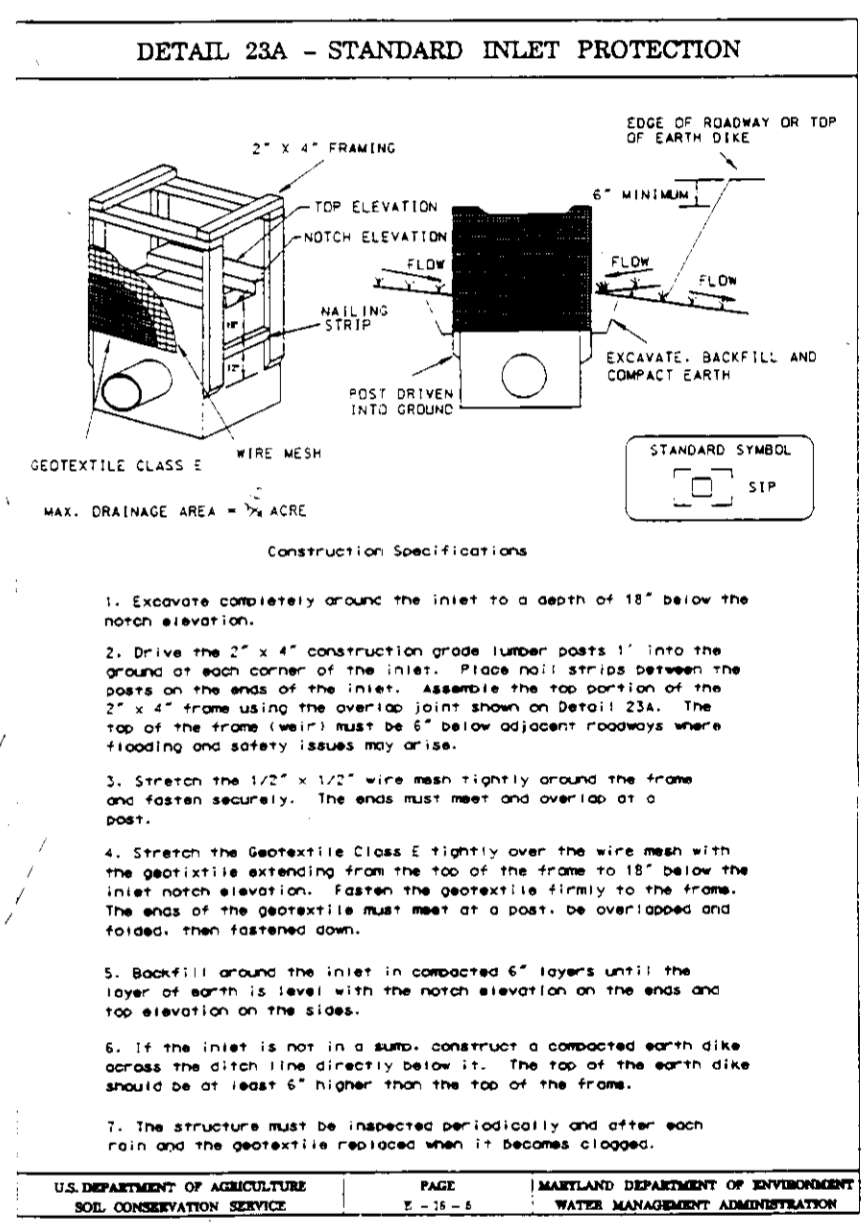 DETAIL 23A - STANDARD INLET PROTECTION
EDGE OF ROADWAY OR TOP
OF EARTH DIKE
2" X 4" FRAMING
6" MINIMUM
TOP ELEVATION
NOTCH ELEVATION
FLOW
FLOW
FLOW
NAILING
STRIP
18"
12"
EXCAVATE, BACKFILL AND
COMPACT EARTH
POST DRIVEN
INTO GROUND
WIRE MESH
GEOTEXTILE CLASS E
STANDARD SYMBOL
SIP
MAX. DRAINAGE AREA = ACRE
Construction Specifications
1. Excavate completely around the inlet to a depth of 18" below the
notch elevation.
2. Drive the 2" x 4" construction grade lumber posts 1' into the
ground at each corner of the inlet. Place nail strips between the
posts on the ends of the inlet. Assemble the top portion of the
2" x 4" frame using the overlap joint shown on Detail 23A. The
top of the frame (weir) must be 6" below adjacent roadways where
flooding and safety issues may arise.
3. Stretch the 1/2" x 1/2" wire mesh tightly around the frame
and fasten securely. The ends must meet and overlap at a
post.
4. Stretch the Geotextile Class E tightly over the wire mesh with
the geotixtile extending from the top of the frame to 18" below the
inlet notch elevation. Fasten the geotextile firmly to the frame.
The ends of the geotextile must meet at a post, be overlapped and
folded, then fastened down.
5. Backfill around the inlet in compacted 6" layers until the
layer of earth is level with the notch elevation on the ends and
top elevation on the sides.
6. If the inlet is not in a sump, construct a compacted earth dike
across the ditch line directly below it. The top of the earth dike
should be at least 6" higher than the top of the frame.
7. The structure must be inspected periodically and after each
rain and the geotextile replaced when it becomes clogged.
U.S. DEPARTMENT OF AGRICULTURE
SOIL CONSERVATION SERVICE
PAGE
E - 16 - 5
MARYLAND DEPARTMENT OF ENVIRONMENT
WATER MANAGEMENT ADMINISTRATION